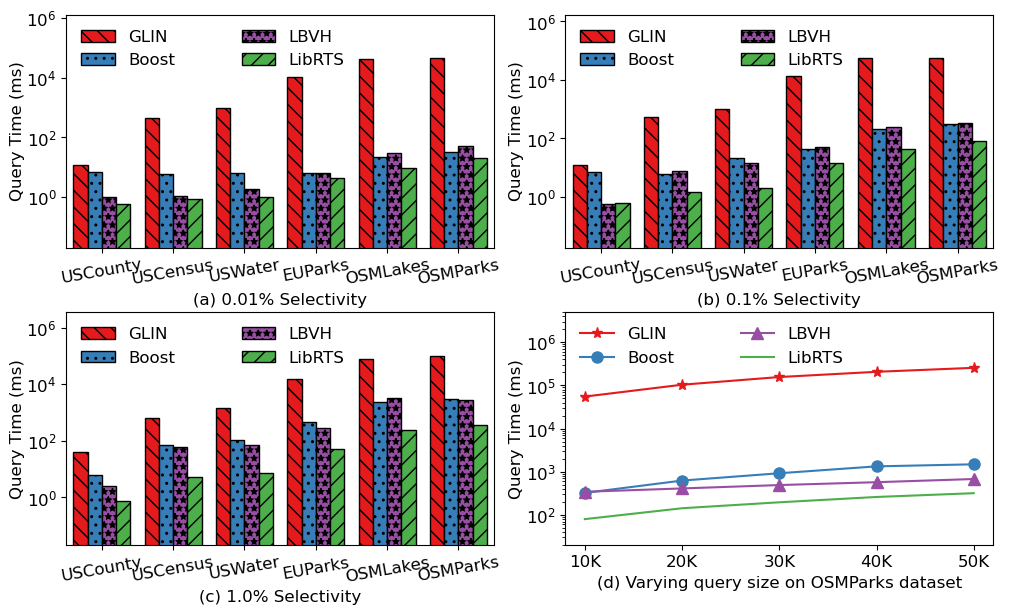 GLIN
Boost
LBVH
LibRTS
Query Time (ms)
10^6
10^4
10^2
10^0
USCounty
USCensus
USWater
EUParks
OSMLakes
OSMParks
(a) 0.01% Selectivity
GLIN
Boost
LBVH
LibRTS
Query Time (ms)
10^6
10^4
10^2
10^0
USCounty
USCensus
USWater
EUParks
OSMLakes
OSMParks
(b) 0.1% Selectivity
GLIN
Boost
LBVH
LibRTS
Query Time (ms)
10^6
10^4
10^2
10^0
USCounty
USCensus
USWater
EUParks
OSMLakes
OSMParks
(c) 1.0% Selectivity
GLIN
Boost
LBVH
LibRTS
Query Time (ms)
10^6
10^5
10^4
10^3
10^2
10K
20K
30K
40K
50K
(d) Varying query size on OSMParks dataset